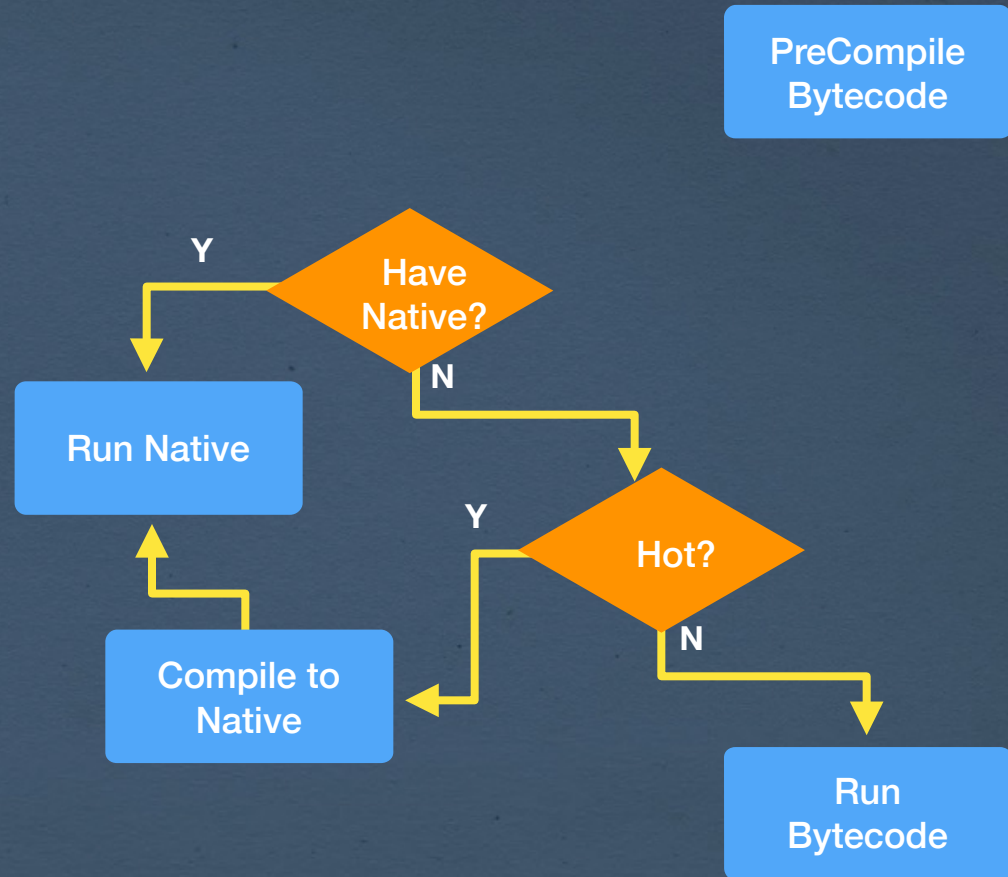 PreCompile
Bytecode
Y
Have
Native?
N
Run Native
Y
Hot?
N
Compile to
Native
Run
Bytecode